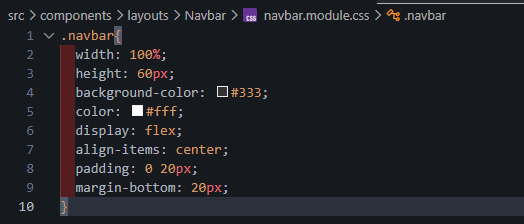 src > components > layouts > Navbar > css navbar.module.css > .navbar
1 .navbar{
2 width: 100%;
3 height: 60px;
4 background-color: #333;
5 color: #fff;
6 display: flex;
7 align-items: center;
8 padding: 0 20px;
9 margin-bottom: 20px;
10 }